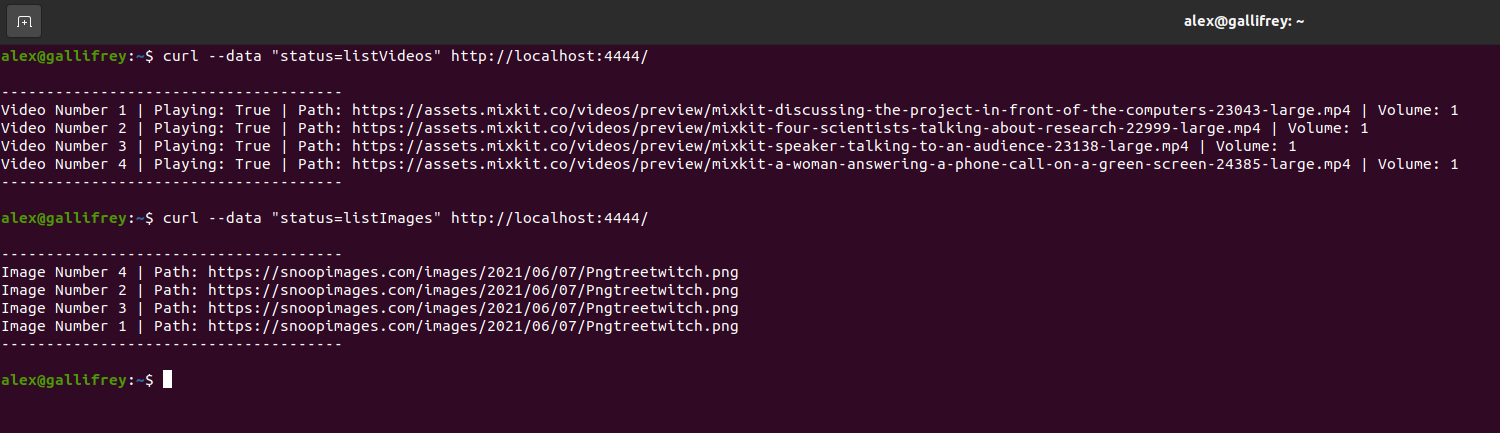 alex@gallifrey: ~
alex@gallifrey:~$ curl --data "status=listVideos" http://localhost:4444/
--------------------------------------
Video Number 1 | Playing: True | Path: https://assets.mixkit.co/videos/preview/mixkit-discussing-the-project-in-front-of-the-computers-23043-large.mp4 | Volume: 1
Video Number 2 | Playing: True | Path: https://assets.mixkit.co/videos/preview/mixkit-four-scientists-talking-about-research-22999-large.mp4 | Volume: 1
Video Number 3 | Playing: True | Path: https://assets.mixkit.co/videos/preview/mixkit-speaker-talking-to-an-audience-23138-large.mp4 | Volume: 1
Video Number 4 | Playing: True | Path: https://assets.mixkit.co/videos/preview/mixkit-a-woman-answering-a-phone-call-on-a-green-screen-24385-large.mp4 | Volume: 1
--------------------------------------
alex@gallifrey:~$ curl --data "status=listImages" http://localhost:4444/
--------------------------------------
Image Number 4 | Path: https://snoopimages.com/images/2021/06/07/Pngtreetwitch.png
Image Number 2 | Path: https://snoopimages.com/images/2021/06/07/Pngtreetwitch.png
Image Number 3 | Path: https://snoopimages.com/images/2021/06/07/Pngtreetwitch.png
Image Number 1 | Path: https://snoopimages.com/images/2021/06/07/Pngtreetwitch.png
--------------------------------------
alex@gallifrey:~$